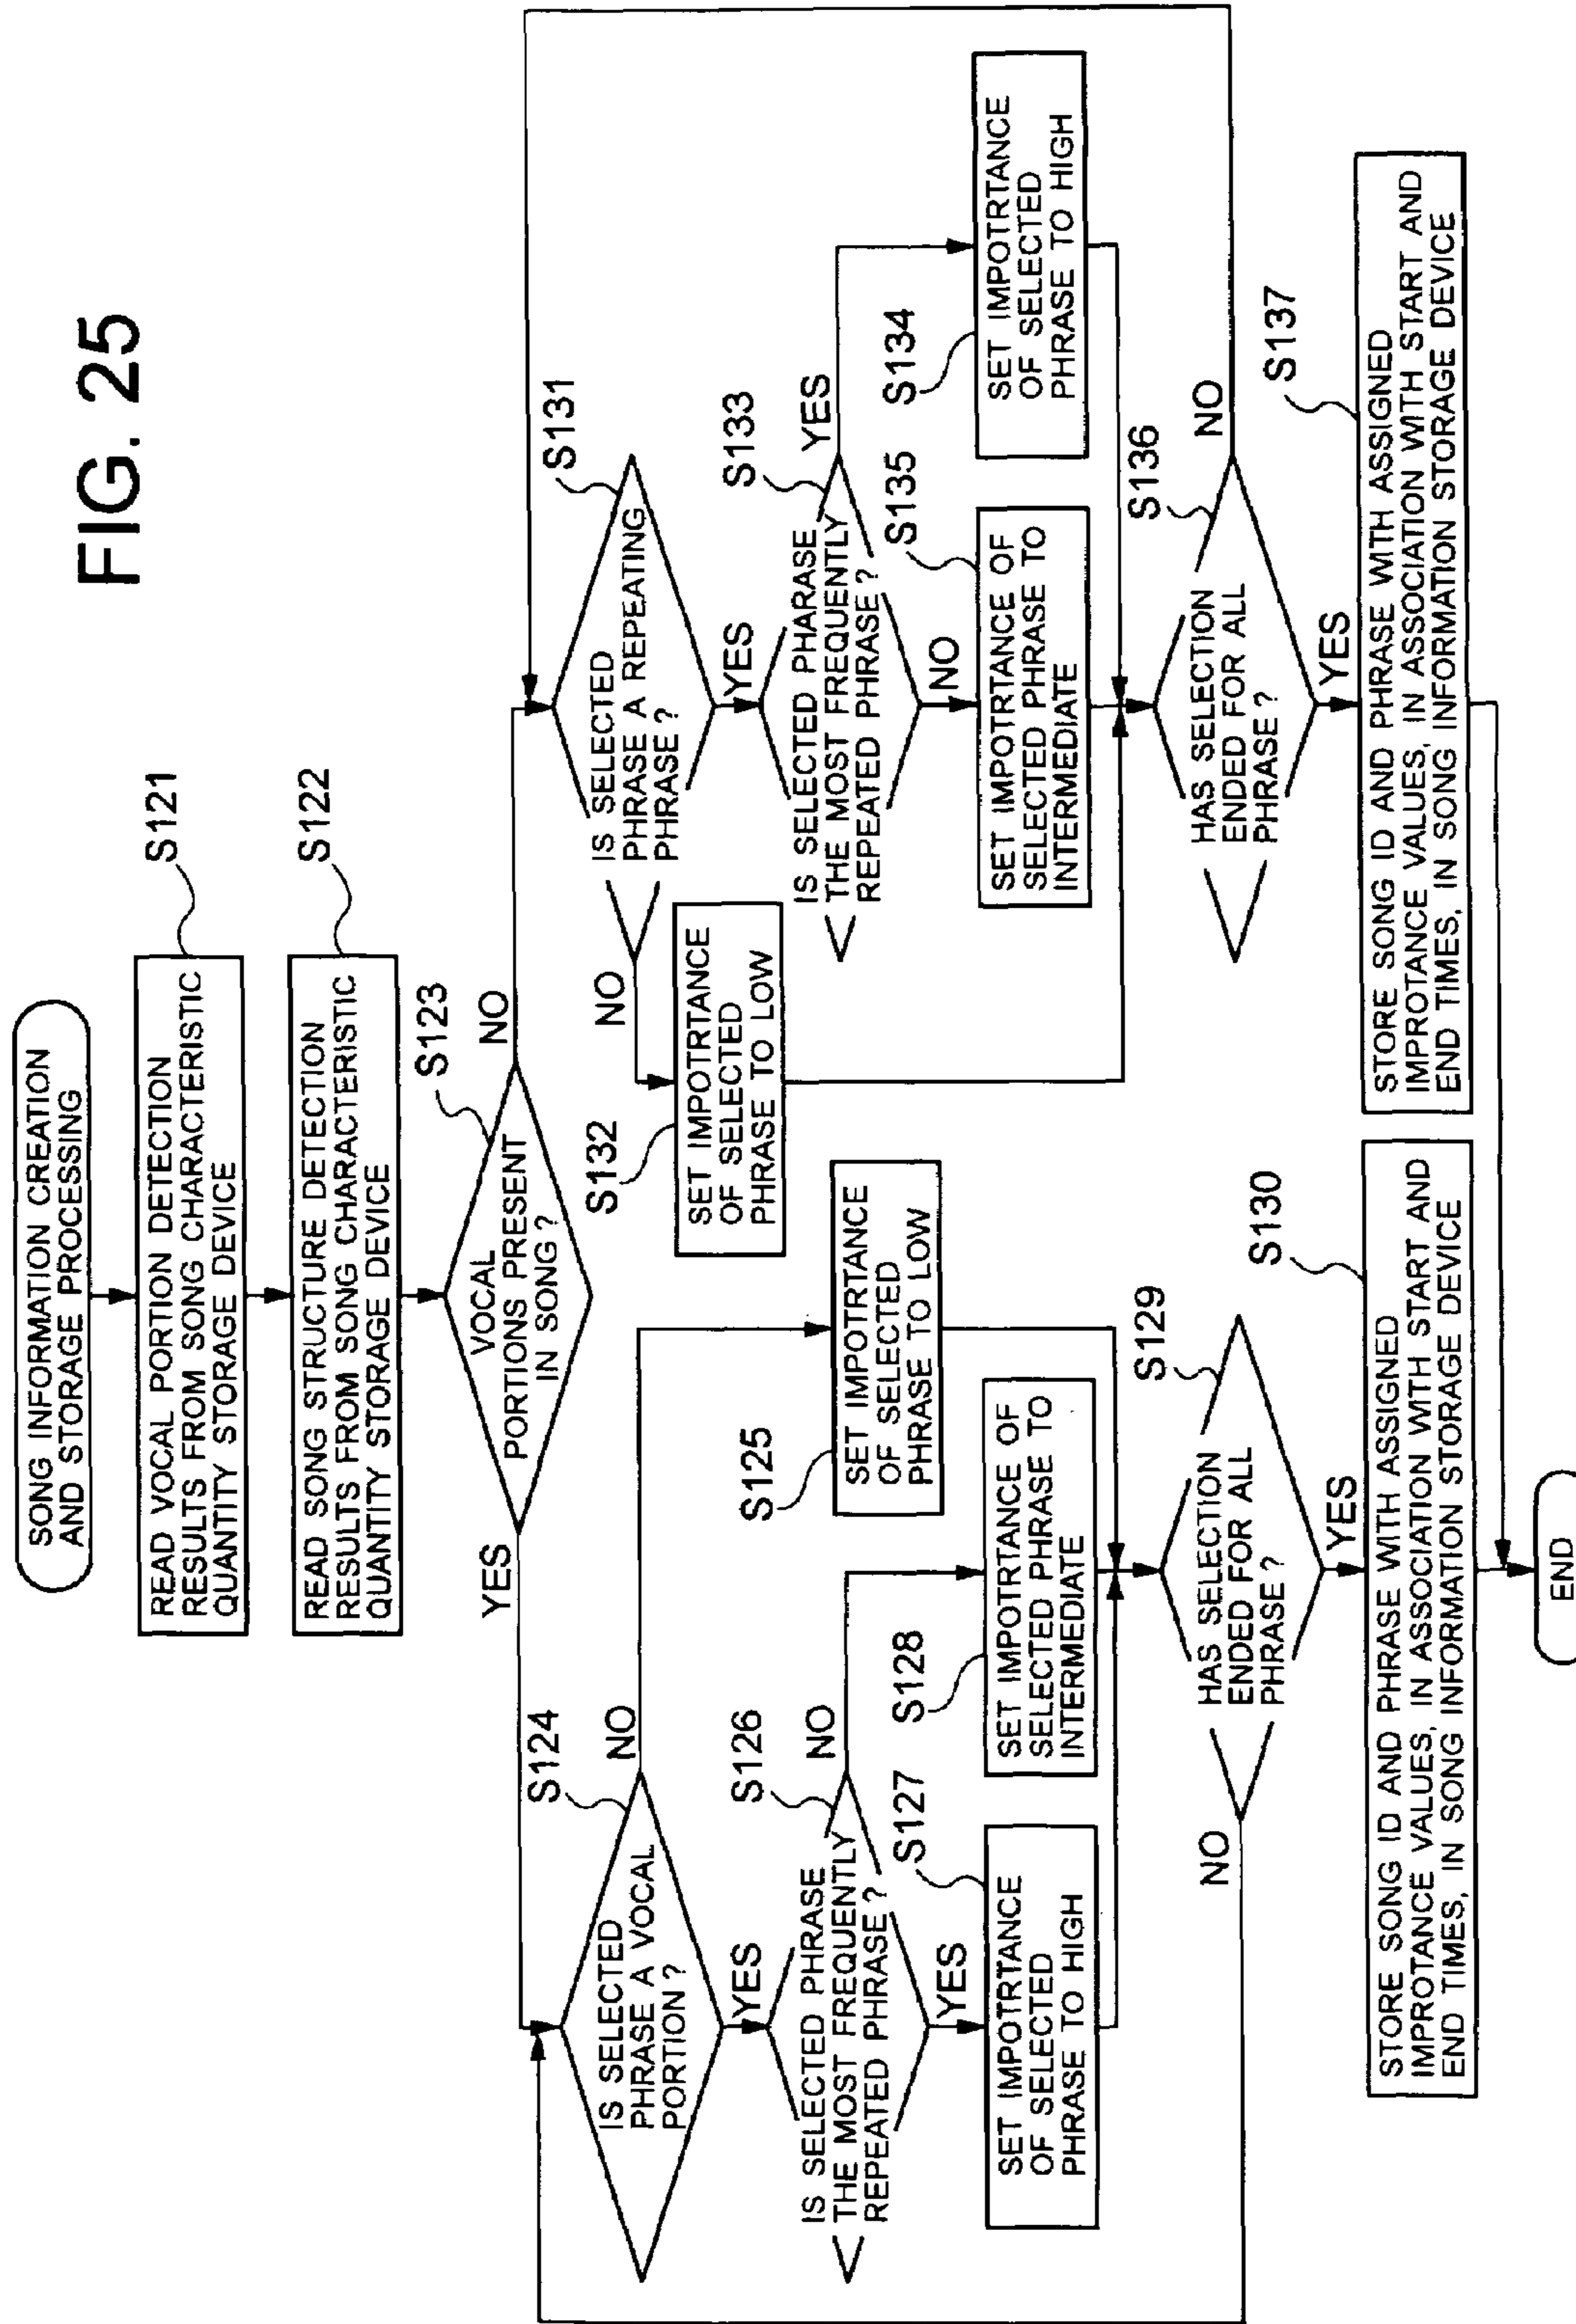 FIG. 25
SONG INFORMATION CREATION
AND STORAGE PROCESSING
S121
READ VOCAL PORTION DETECTION
RESULTS FROM SONG CHARACTERISTIC
QUANTITY STORAGE DEVICE
S122
READ SONG STRUCTURE DETECTION
RESULTS FROM SONG CHARACTERISTIC
QUANTITY STORAGE DEVICE
S123
VOCAL
PORTIONS PRESENT
IN SONG?
YES
NO
S124
IS SELECTED
PHRASE A VOCAL
PORTION?
NO
YES
S125
SET IMPOTRTANCE
OF SELECTED
PHRASE TO LOW
S126
IS SELECTED PHRASE
THE MOST FREQUENTLY
REPEATED PHRASE?
NO
YES
S127
SET IMPOTRTANCE
OF SELECTED
PHRASE TO HIGH
S128
SET IMPOTRTANCE OF
SELECTED PHRASE TO
INTERMEDIATE
S129
HAS SELECTION
ENDED FOR ALL
PHRASE?
NO
YES
S130
STORE SONG ID AND PHRASE WITH ASSIGNED
IMPROTANCE VALUES, IN ASSOCIATION WITH START AND
END TIMES, IN SONG INFORMATION STORAGE DEVICE
S131
IS SELECTED
PHRASE A REPEATING
PHRASE?
NO
YES
S132
SET IMPOTRTANCE
OF SELECTED
PHRASE TO LOW
S133
IS SELECTED PHARASE
THE MOST FREQUENTLY
REPEATED PHRASE?
YES
NO
S134
SET IMPOTRTANCE
OF SELECTED
PHRASE TO HIGH
S135
SET IMPOTRTANCE OF
SELECTED PHRASE TO
INTERMEDIATE
S136
HAS SELECTION
ENDED FOR ALL
PHRASE?
NO
YES
S137
STORE SONG ID AND PHRASE WITH ASSIGNED
IMPROTANCE VALUES, IN ASSOCIATION WITH START AND
END TIMES, IN SONG INFORMATION STORAGE DEVICE
END